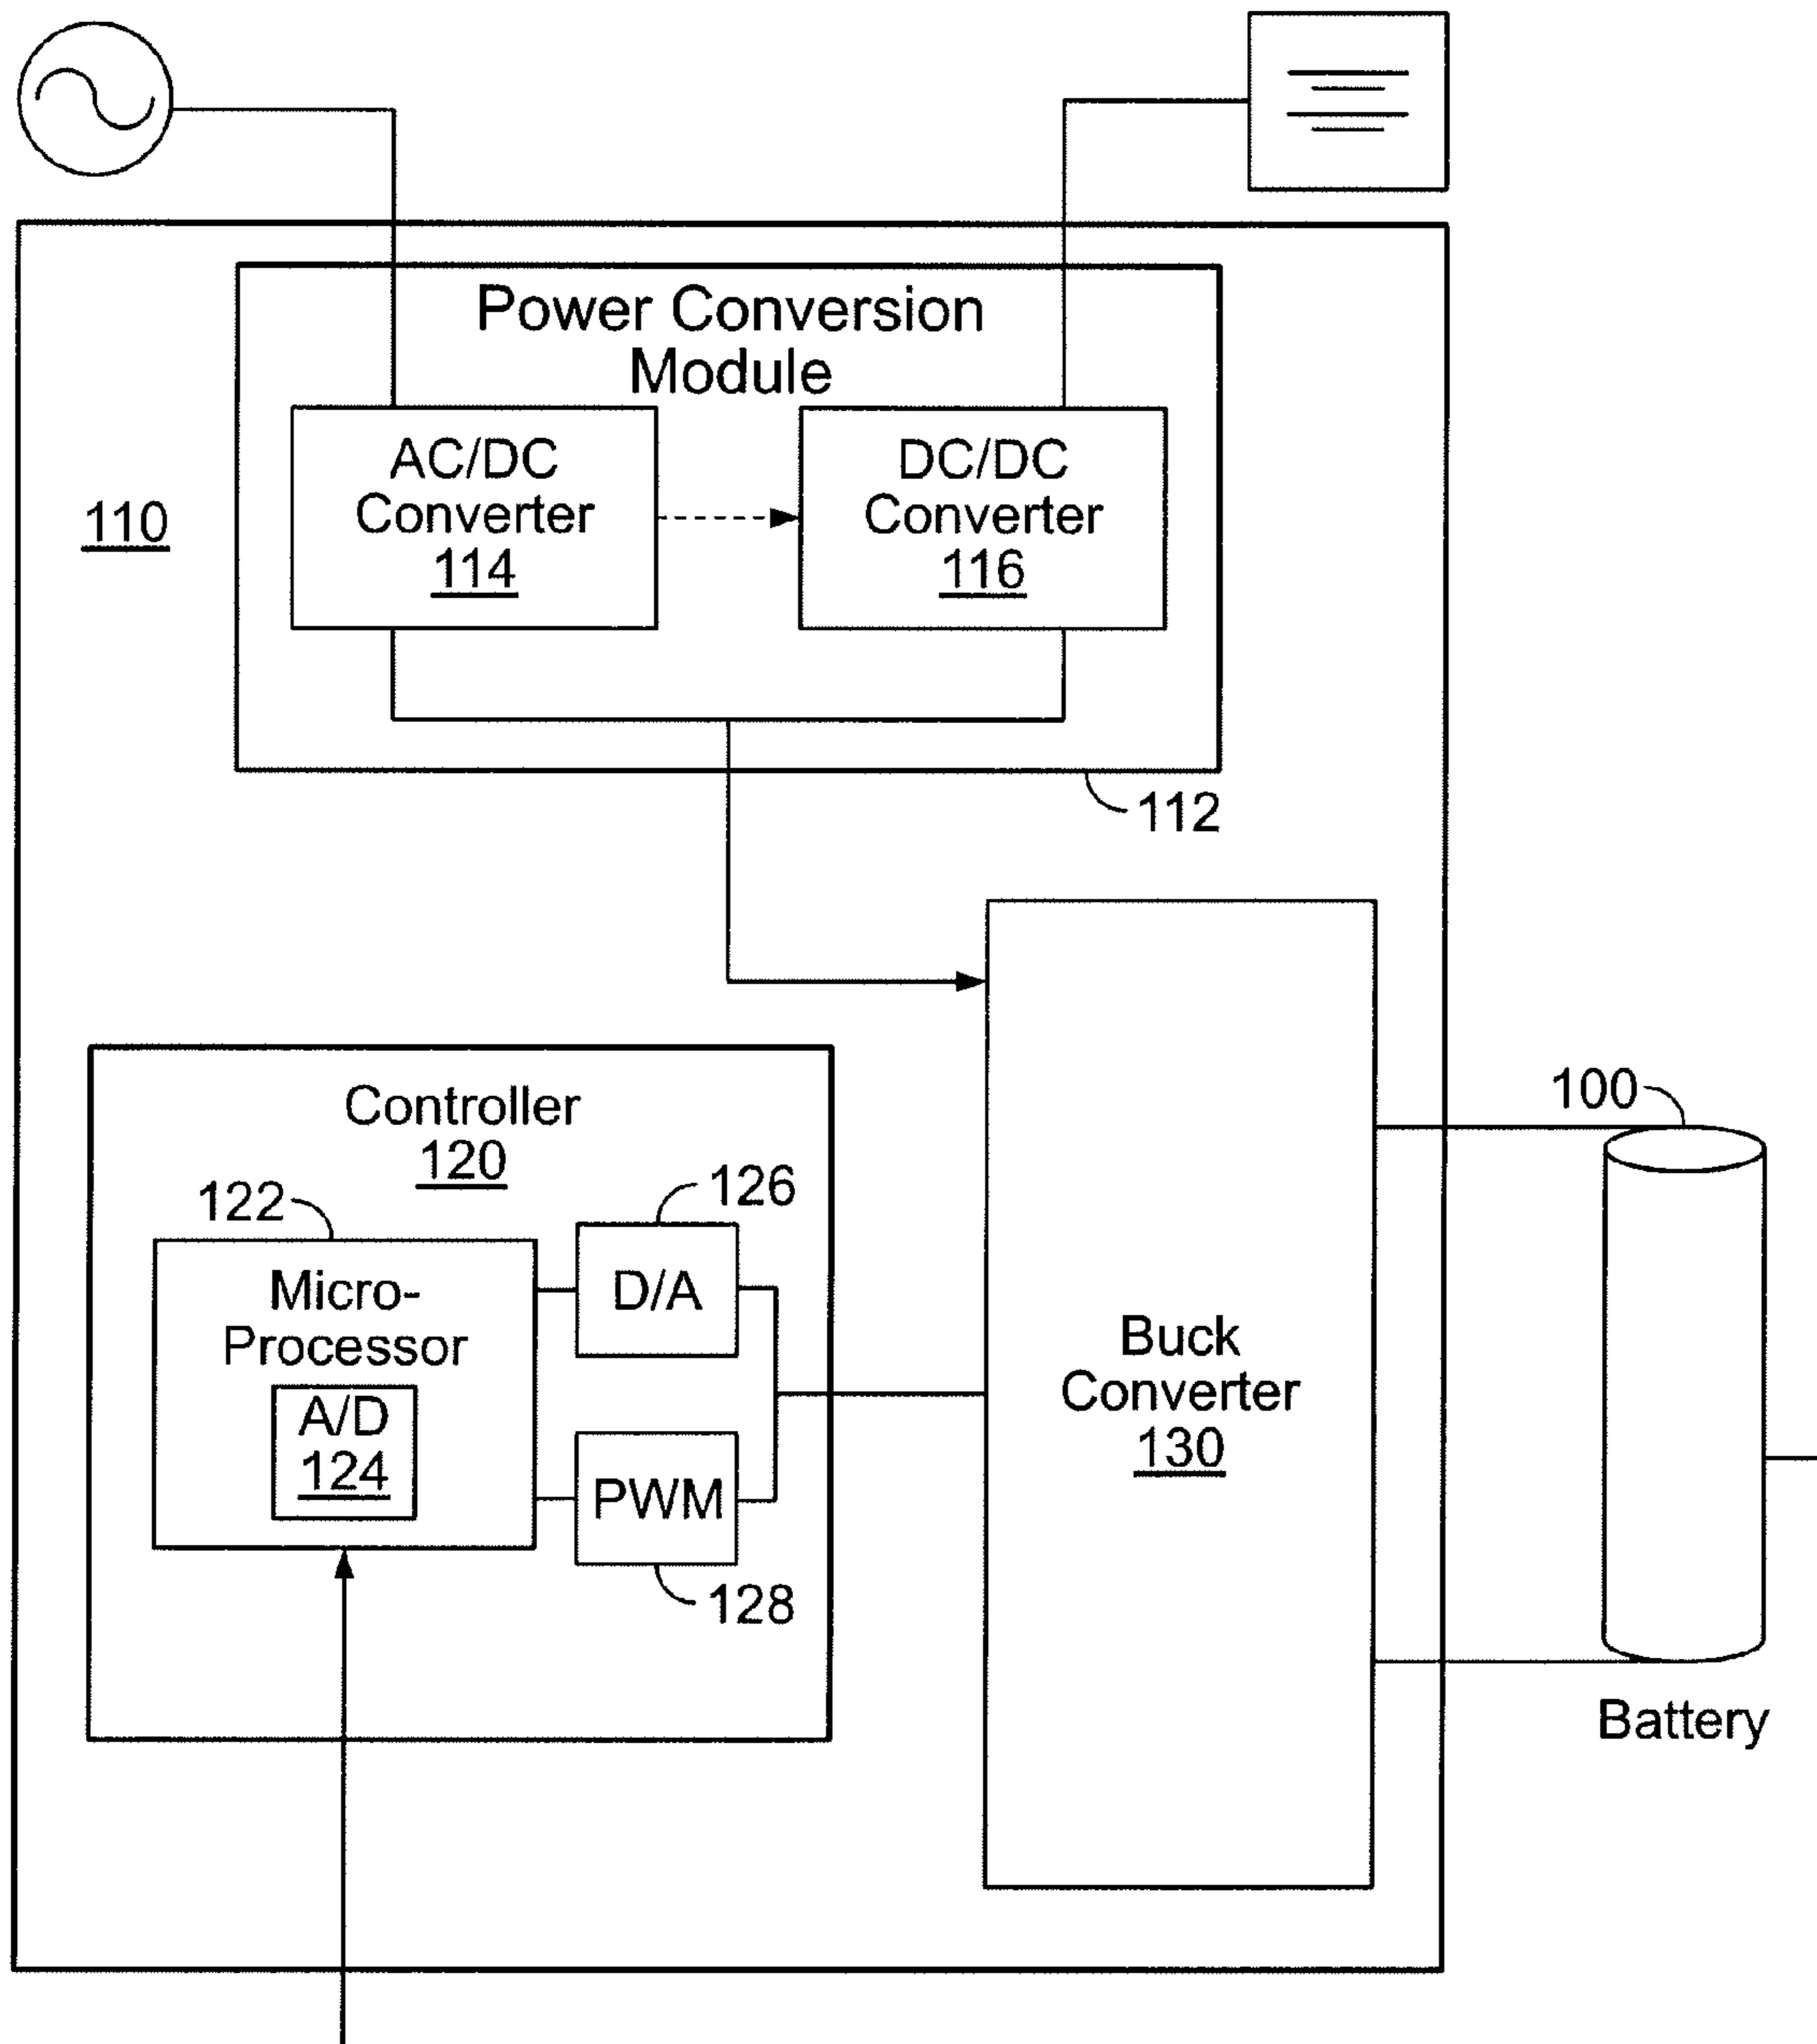 Power Conversion
Module
AC/DC
Converter
114
DC/DC
Converter
116
110
112
Controller
120
122
Micro-
Processor
A/D
124
126
D/A
PWM
128
Buck
Converter
130
100
Battery